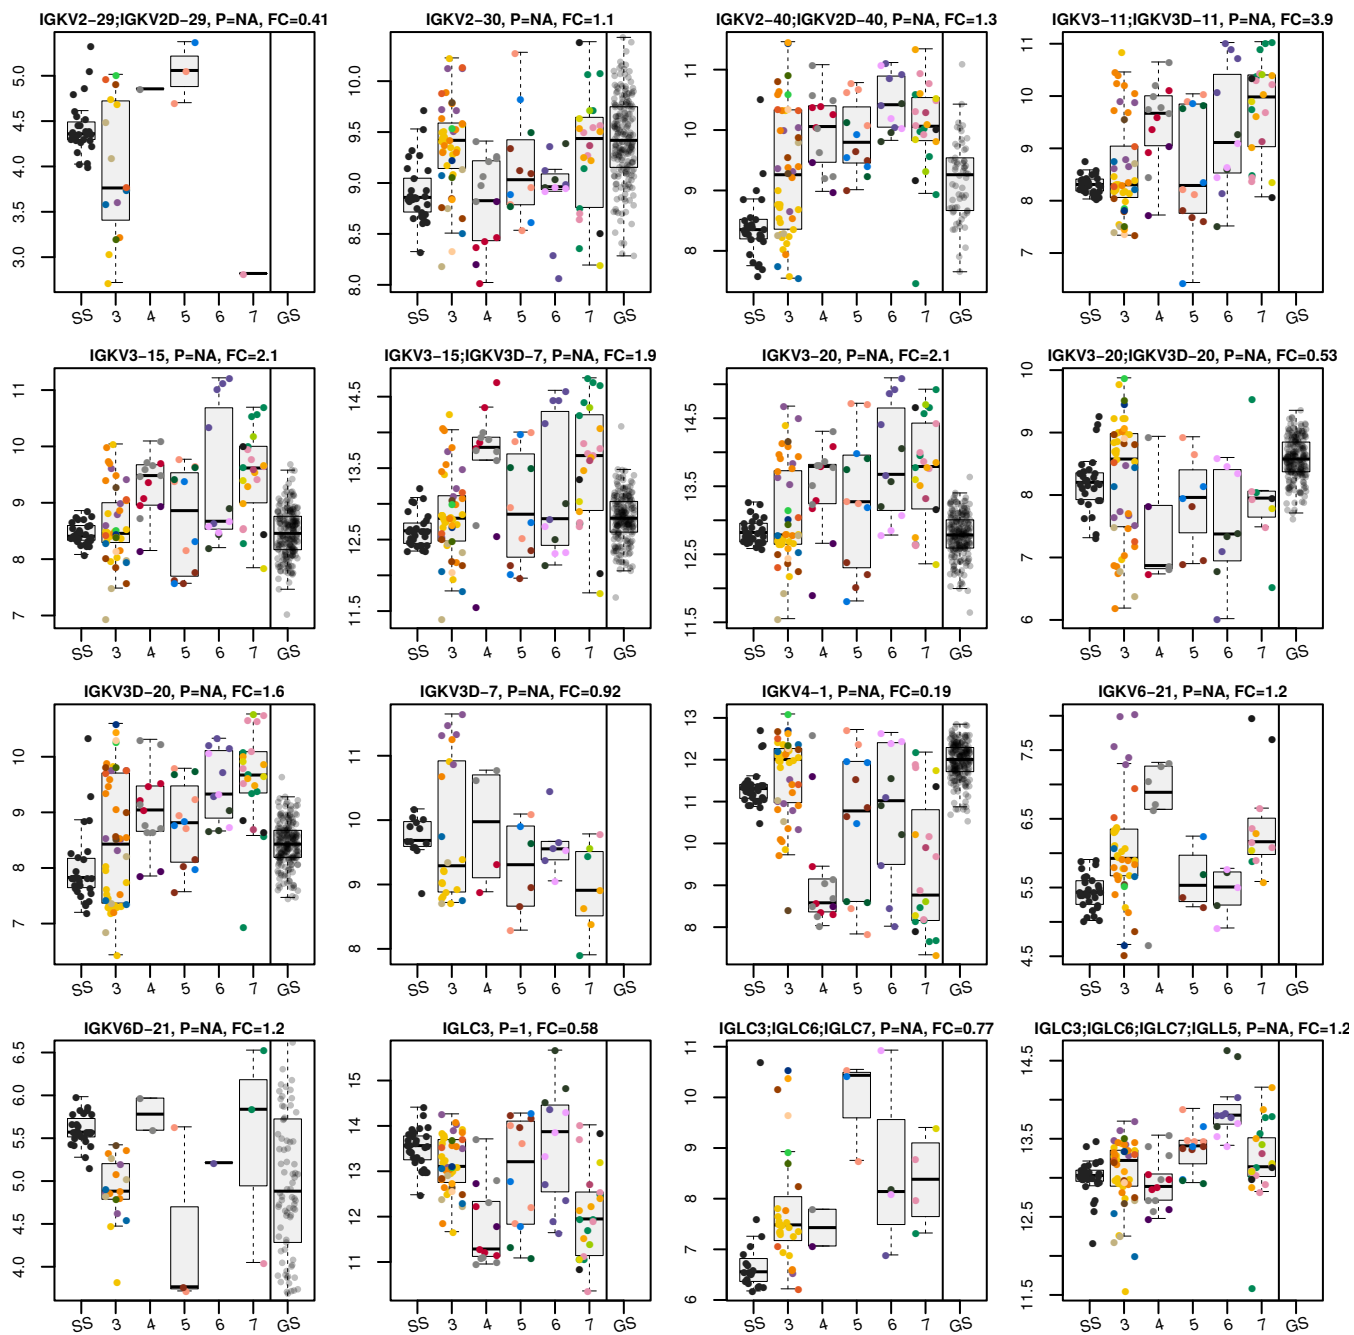 IGKV2−29;IGKV2D−29, P=NA, FC=0.41
3.0 3.5 4.0 4.5 5.0
SS 3 4 5 6 7 GS
IGKV2−30, P=NA, FC=1.1
8.0 8.5 9.0 9.5 10.0
SS 3 4 5 6 7 GS
IGKV2−40;IGKV2D−40, P=NA, FC=1.3
8 9 10 11
SS 3 4 5 6 7 GS
IGKV3−11;IGKV3D−11, P=NA, FC=3.9
7 8 9 10 11
SS 3 4 5 6 7 GS
IGKV3−15, P=NA, FC=2.1
7 8 9 10 11
SS 3 4 5 6 7 GS
IGKV3−15;IGKV3D−7, P=NA, FC=1.9
11.5 12.5 13.5 14.5
SS 3 4 5 6 7 GS
IGKV3−20, P=NA, FC=2.1
11.5 12.5 13.5 14.5
SS 3 4 5 6 7 GS
IGKV3−20;IGKV3D−20, P=NA, FC=0.53
6 7 8 9 10
SS 3 4 5 6 7 GS
IGKV3D−20, P=NA, FC=1.6
7 8 9 10
SS 3 4 5 6 7 GS
IGKV3D−7, P=NA, FC=0.92
8 9 10 11
SS 3 4 5 6 7 GS
IGKV4−1, P=NA, FC=0.19
8 9 10 11 12 13
SS 3 4 5 6 7 GS
IGKV6−21, P=NA, FC=1.2
4.5 5.5 6.5 7.5
SS 3 4 5 6 7 GS
IGKV6D−21, P=NA, FC=1.2
4.0 4.5 5.0 5.5 6.0 6.5
SS 3 4 5 6 7 GS
IGLC3, P=1, FC=0.58
11 12 13 14 15
SS 3 4 5 6 7 GS
IGLC3;IGLC6;IGLC7, P=NA, FC=0.77
6 7 8 9 10 11
SS 3 4 5 6 7 GS
IGLC3;IGLC6;IGLC7;IGLL5, P=NA, FC=1.2
11.5 12.5 13.5 14.5
SS 3 4 5 6 7 GS